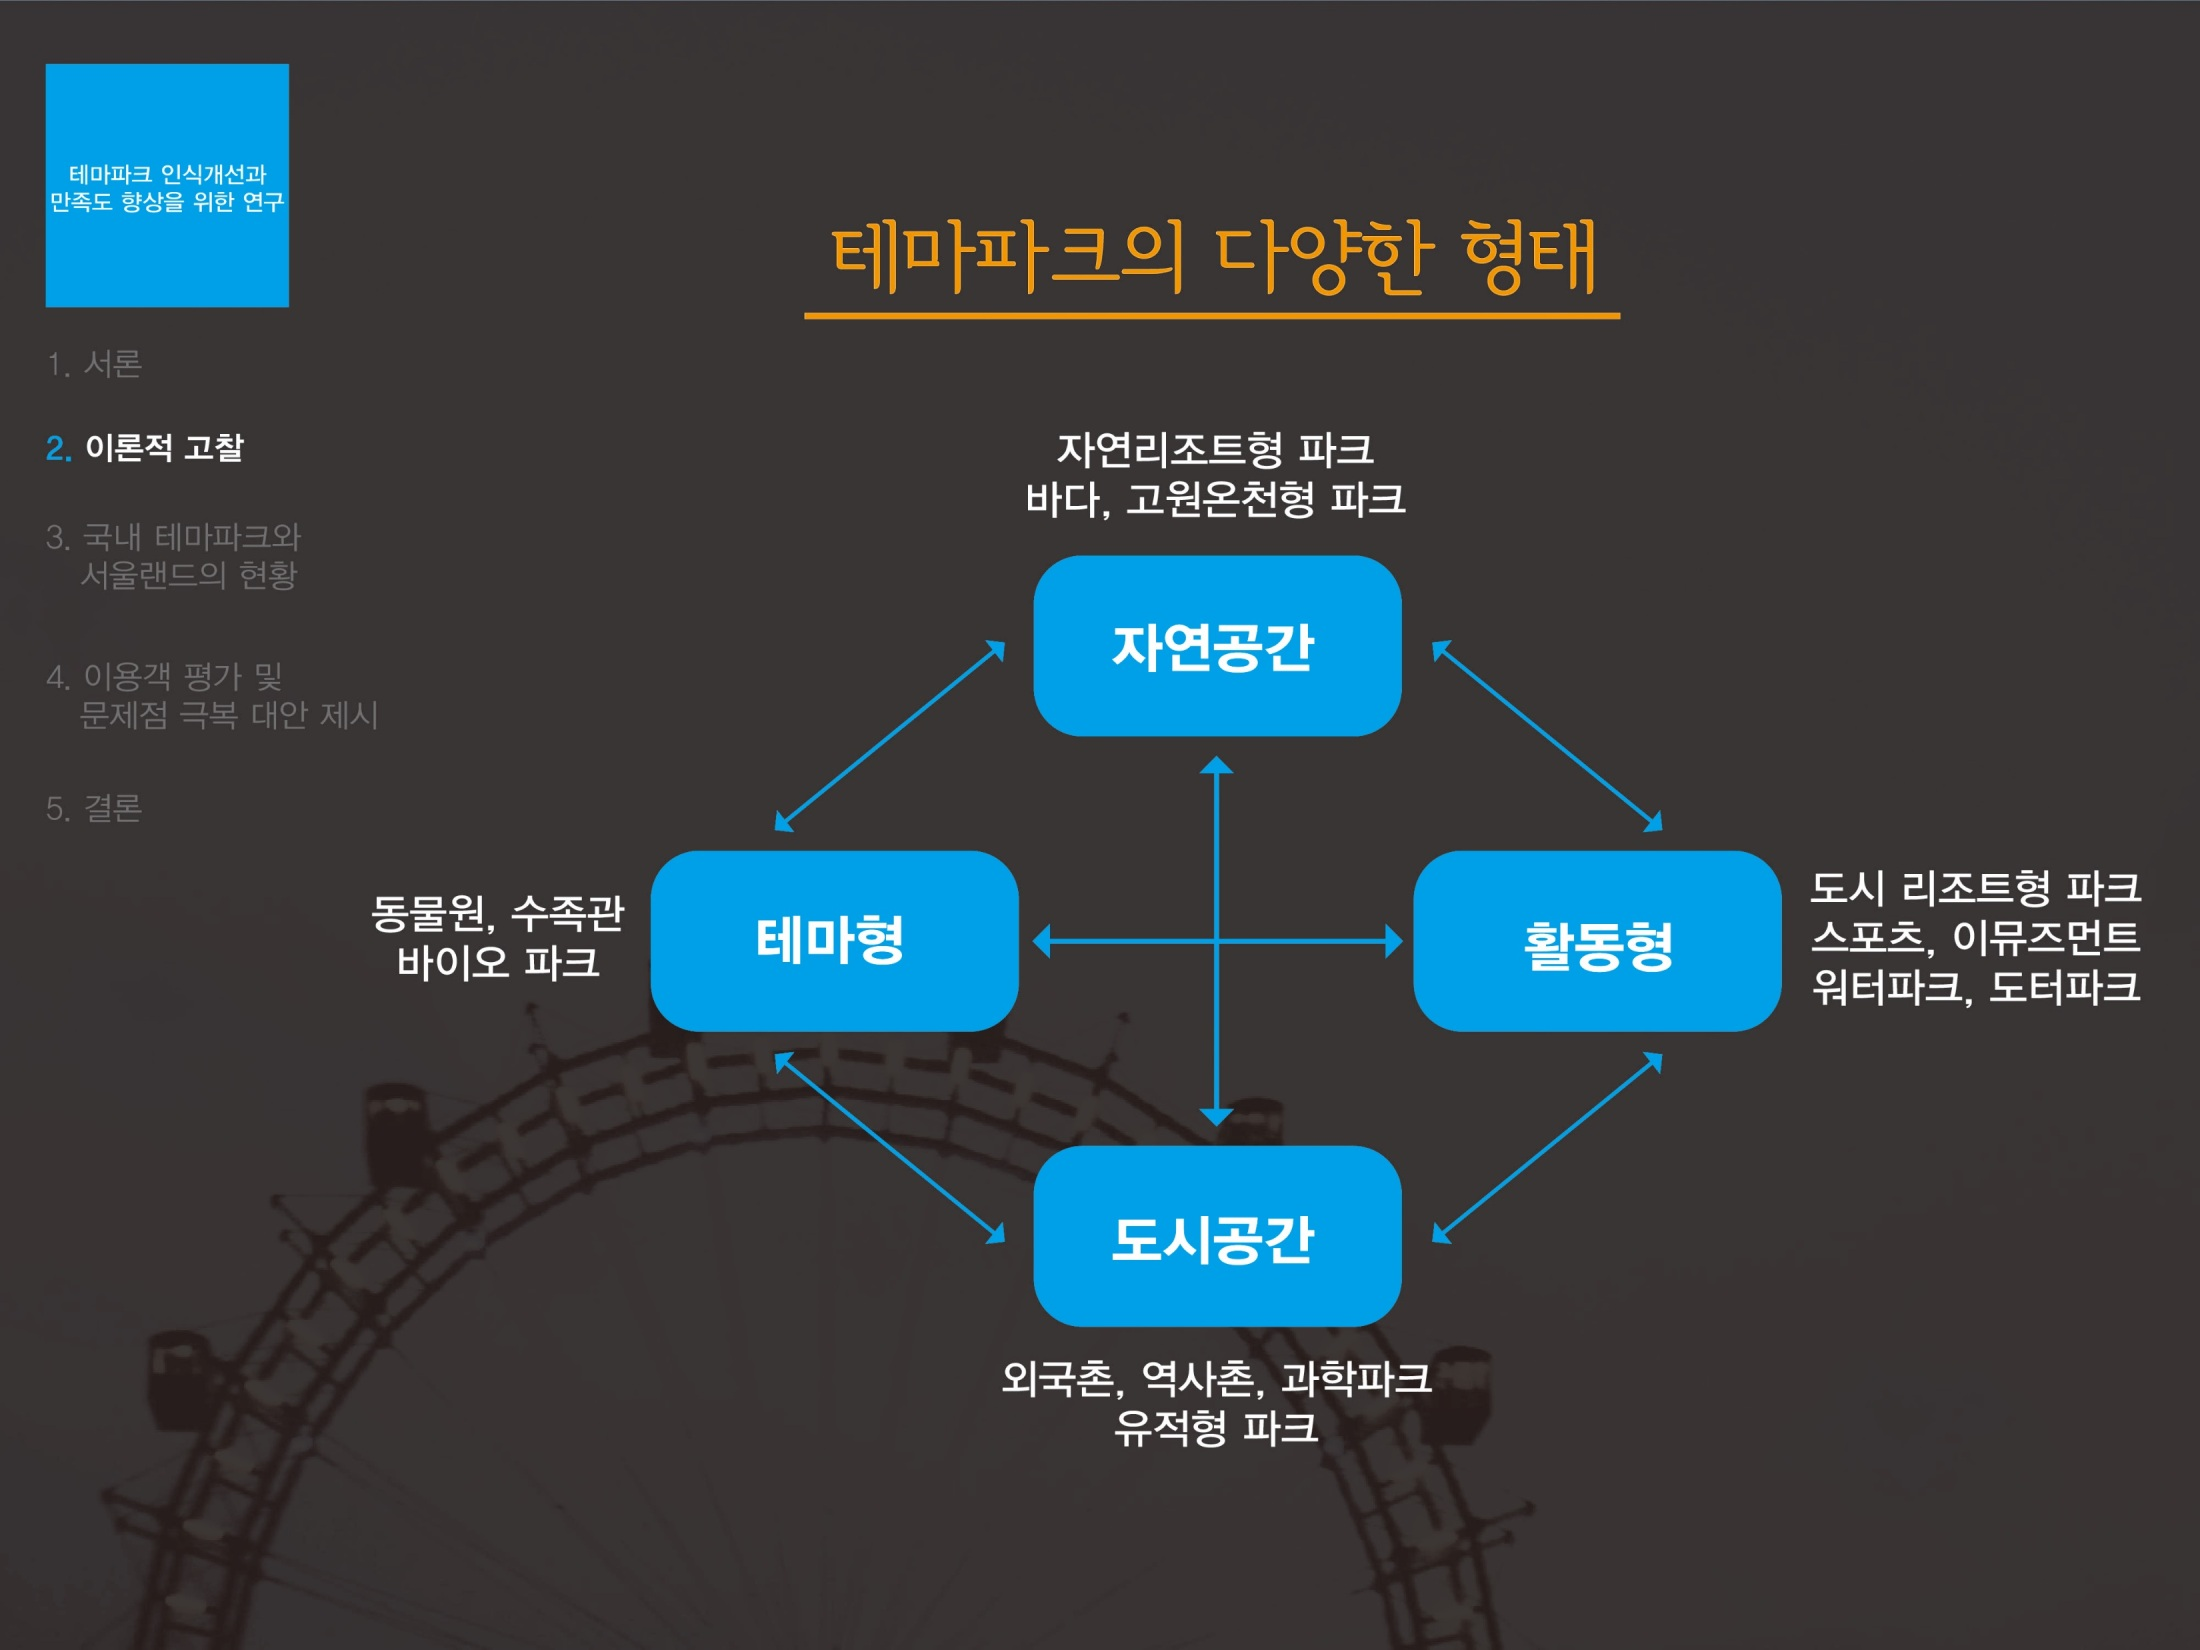 테마파크 인식개선과
만족도 향상을 위한 연구
1. 서론
2. 이론적 고찰
3. 국내 테마파크와
서울랜드의 현황
4. 이용객 평가 및
문제점 극복 대안 제시
5. 결론
테마파크의 다양한 형태
자연리조트형 파크
바다, 고원온천형 파크
자연공간
동물원, 수족관
바이오 파크
테마형
활동형
도시 리조트형 파크
스포츠, 이뮤즈먼트
워터파크, 도터파크
도시공간
외국촌, 역사촌, 과학파크
유적형 파크